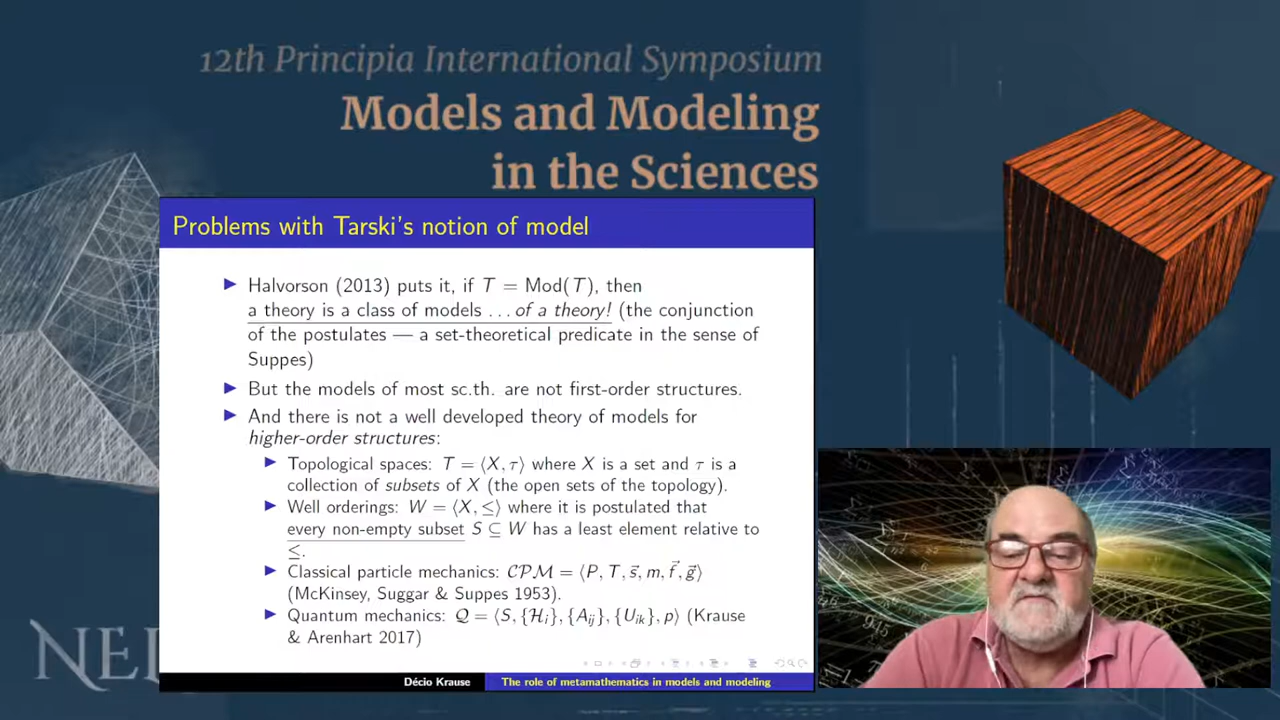 12th Principia International Symposium
Models and Modeling
in the Sciences
Problems with Tarski's notion of model
▶ Halvorson (2013) puts it, if T = Mod(T), then
a theory is a class of models ... of a theory! (the conjunction
of the postulates — a set-theoretical predicate in the sense of
Suppes)
▶ But the models of most sc.th. are not first-order structures.
▶ And there is not a well developed theory of models for
higher-order structures:
▶ Topological spaces: T = ⟨X, τ⟩ where X is a set and τ is a
collection of subsets of X (the open sets of the topology).
▶ Well orderings: W = ⟨X, ≤⟩ where it is postulated that
every non-empty subset S ⊆ W has a least element relative to
≤.
▶ Classical particle mechanics: 𝒞𝒫ℳ = ⟨P, T, s⃗, m, f⃗, g⃗⟩
(McKinsey, Suggar & Suppes 1953).
▶ Quantum mechanics: 𝒬 = ⟨S, {ℋᵢ}, {Aᵢⱼ}, {Uᵢₖ}, p⟩ (Krause
& Arenhart 2017)
Décio Krause
The role of metamathematics in models and modeling
NEL
945